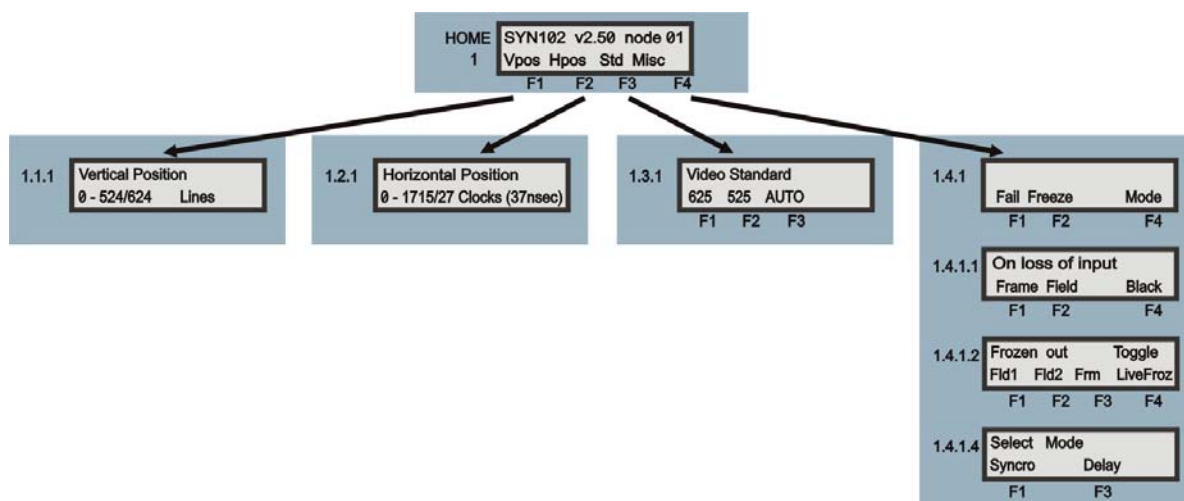 HOME
1
SYN102 v2.50 node 01
Vpos Hpos Std Misc
F1 F2 F3 F4
1.1.1
Vertical Position
0 - 524/624 Lines
1.2.1
Horizontal Position
0 - 1715/27 Clocks (37nsec)
1.3.1
Video Standard
625 525 AUTO
F1 F2 F3
1.4.1
Fail Freeze Mode
F1 F2 F4
1.4.1.1
On loss of input
Frame Field Black
F1 F2 F4
1.4.1.2
Frozen out Toggle
Fld1 Fld2 Frm LiveFroz
F1 F2 F3 F4
1.4.1.4
Select Mode
Syncro Delay
F1 F3